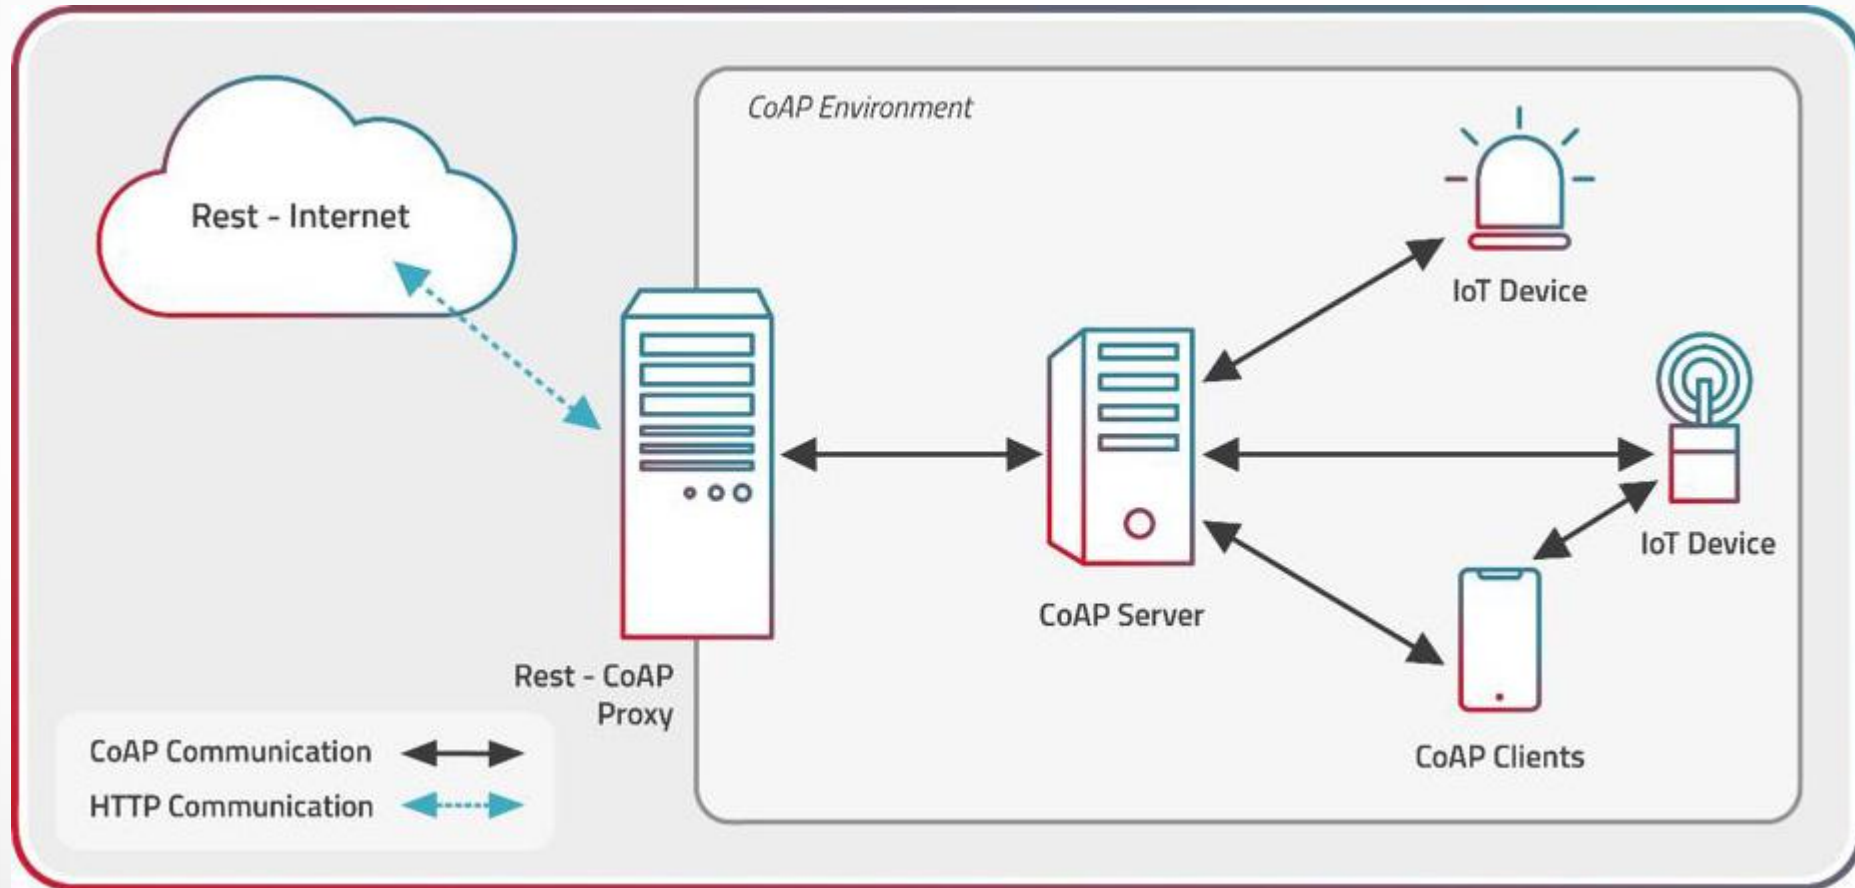 CoAP Environment
Rest - Internet
IoT Device
IoT Device
CoAP Server
Rest - CoAP
Proxy
CoAP Clients
CoAP Communication
HTTP Communication